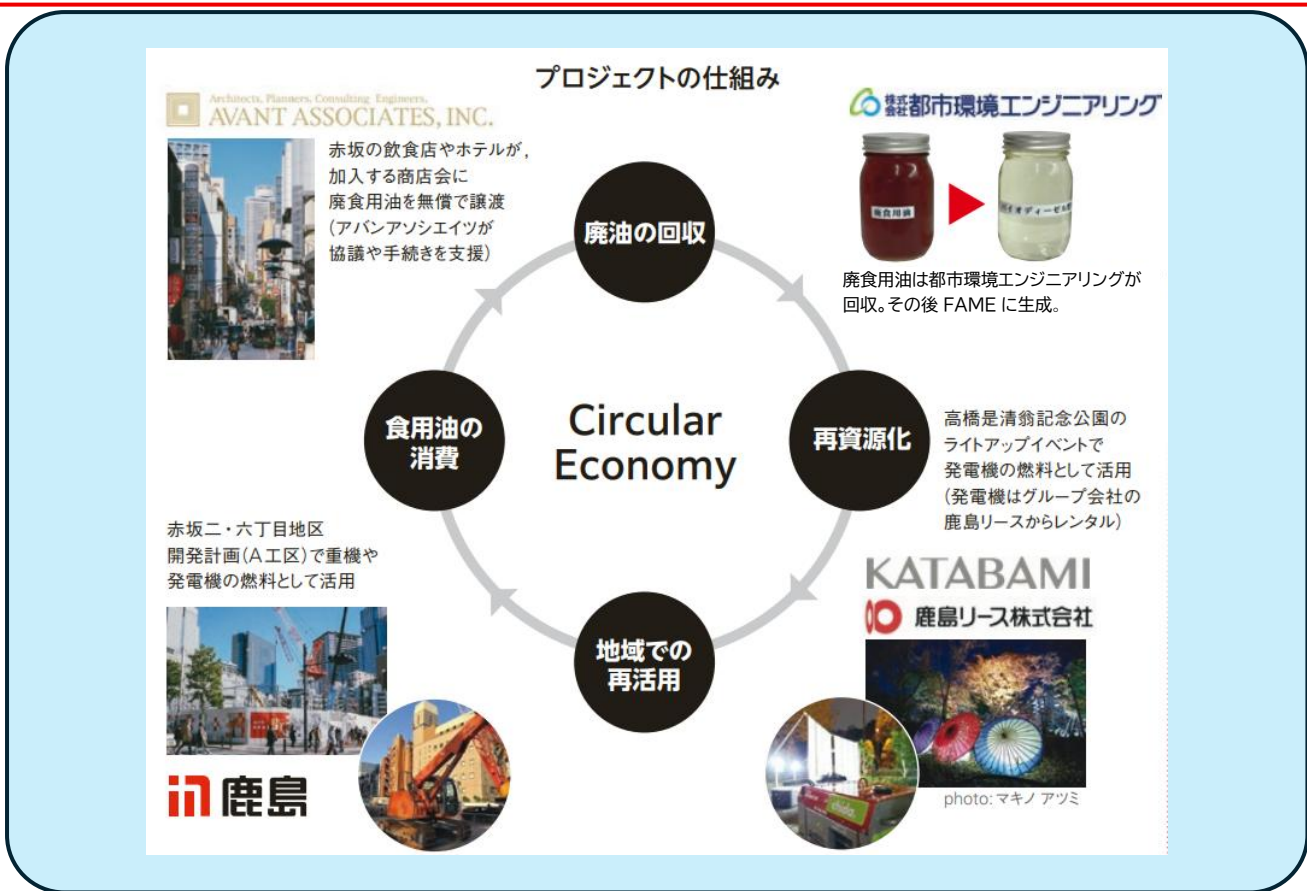 プロジェクトの仕組み
Architects, Planners, Consulting Engineers,
AVANT ASSOCIATES, INC.
赤坂の飲食店やホテルが，
加入する商店会に
廃食用油を無償で譲渡
(アバンアソシエイツが
協議や手続きを支援)
廃油の回収
株式会社都市環境エンジニアリング
廃食用油
廃食用油は都市環境エンジニアリングが
回収。その後 FAME に生成。
食用油の
消費
Circular
Economy
再資源化
高橋是清翁記念公園の
ライトアップイベントで
発電機の燃料として活用
(発電機はグループ会社の
鹿島リースからレンタル)
赤坂二・六丁目地区
開発計画(A工区)で重機や
発電機の燃料として活用
地域での
再活用
KATABAMI
鹿島リース株式会社
鹿島
photo: マキノ アツミ